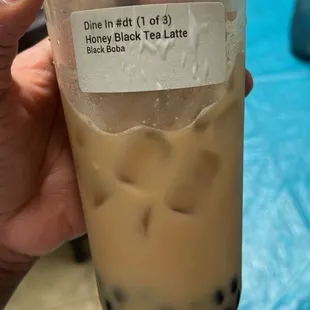 Dine In #dt (1 of 3)
Honey Black Tea Latte
Black Boba